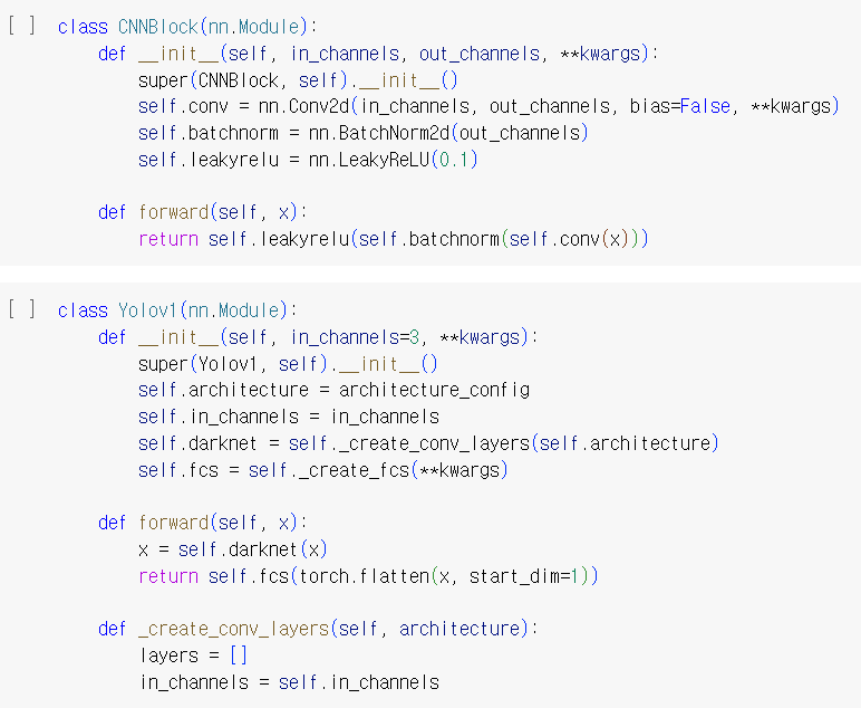 [ ] class CNNBlock(nn.Module):
def __init__(self, in_channels, out_channels, **kwargs):
super(CNNBlock, self).__init__()
self.conv = nn.Conv2d(in_channels, out_channels, bias=False, **kwargs)
self.batchnorm = nn.BatchNorm2d(out_channels)
self.leakyrelu = nn.LeakyReLU(0.1)
def forward(self, x):
return self.leakyrelu(self.batchnorm(self.conv(x)))
[ ] class Yolov1(nn.Module):
def __init__(self, in_channels=3, **kwargs):
super(Yolov1, self).__init__()
self.architecture = architecture_config
self.in_channels = in_channels
self.darknet = self._create_conv_layers(self.architecture)
self.fcs = self._create_fcs(**kwargs)
def forward(self, x):
x = self.darknet(x)
return self.fcs(torch.flatten(x, start_dim=1))
def _create_conv_layers(self, architecture):
layers = []
in_channels = self.in_channels